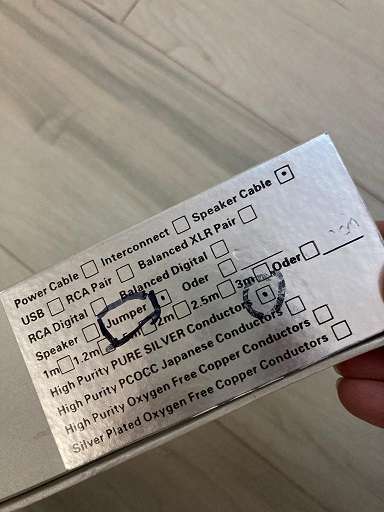 Power Cable Interconnect Speaker Cable
USB RCA Pair Balanced XLR Pair
RCA Digital Balanced Digital
Speaker Jumper Oder
1m 1.2m 2m 2.5m 3m Oder
High Purity PURE SILVER Conductors
High Purity PCOCC Japanese Conductors
High Purity Oxygen Free Copper Conductors
Silver Plated Oxygen Free Copper Conductors